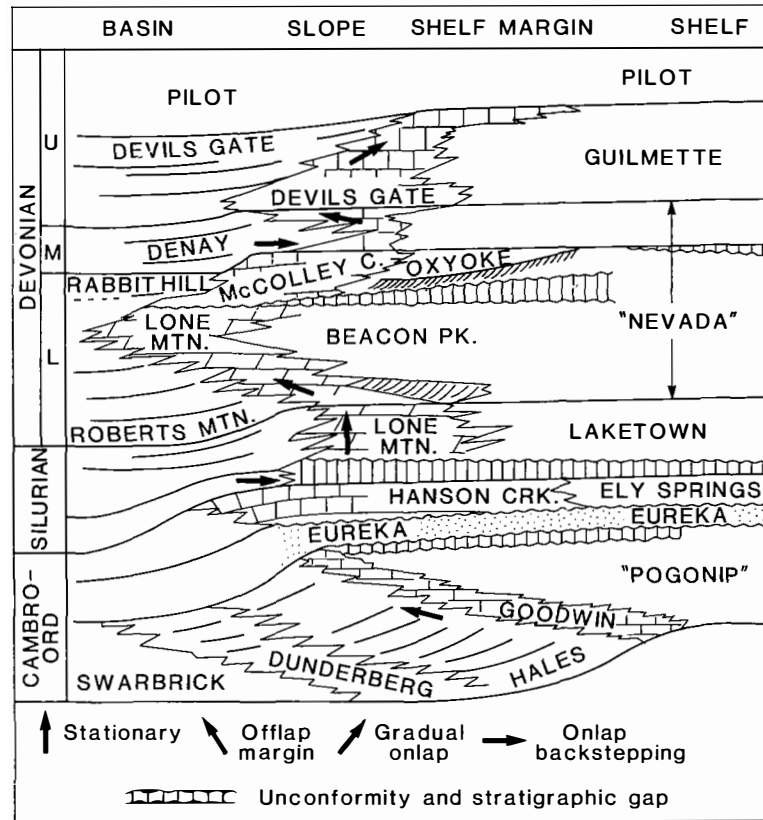 BASIN SLOPE SHELF MARGIN SHELF
PILOT
PILOT
DEVONIAN
U
DEVILS GATE
GUILMETTE
DEVILS GATE
M
DENAY
McCOLLEY C.
OXYOKE
RABBIT HILL
"NEVADA"
LONE
MTN.
BEACON PK.
L
ROBERTS MTN.
LONE
MTN.
LAKETOWN
SILURIAN
HANSON CRK.
ELY SPRINGS
EUREKA
EUREKA
"POGONIP"
CAMBRO-
ORD
GOODWIN
SWARBRICK
DUNDERBERG
HALES
Stationary
Offlap
margin
Gradual
onlap
Onlap
backstepping
Unconformity and stratigraphic gap